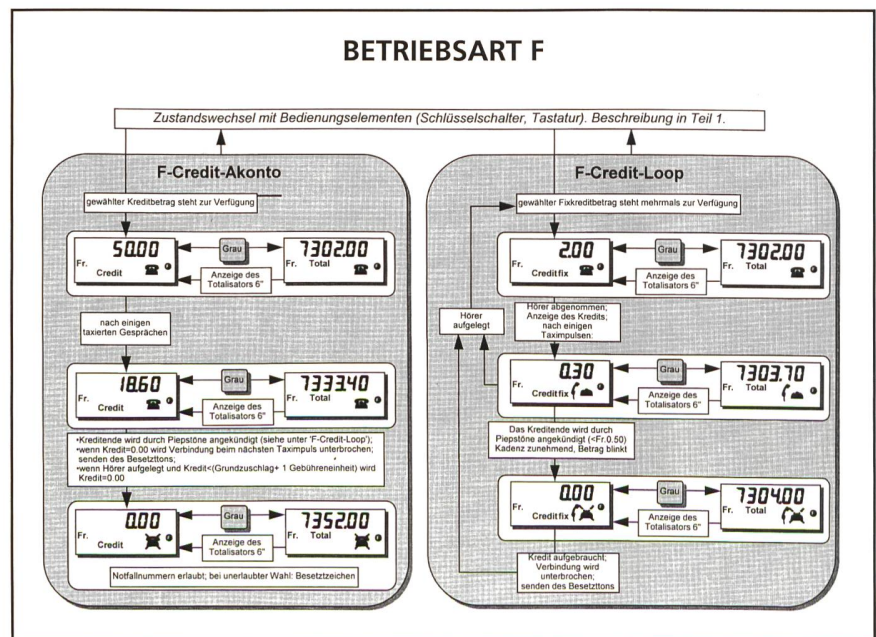 BETRIEBSART F
Zustandswechsel mit Bedienungselementen (Schlüsselschalter, Tastatur). Beschreibung in Teil 1.
F-Credit-Akonto
gewählter Kreditbetrag steht zur Verfügung
50.00
Fr.
Credit
Grau
7302.00
Fr. Total
Anzeige des
Totalisators 6"
nach einigen
taxierten Gesprächen
18.60
Fr.
Credit
Grau
7333.40
Fr. Total
Anzeige des
Totalisators 6"
•Kreditende wird durch Piepstöne angekündigt (siehe unter 'F-Credit-Loop');
•wenn Kredit=0.00 wird Verbindung beim nächsten Taximpuls unterbrochen;
senden des Besetzttons;
•wenn Hörer aufgelegt und Kredit<(Grundzuschlag+ 1 Gebühreneinheit) wird
Kredit=0.00
0.00
Fr.
Credit
Grau
7352.00
Fr. Total
Anzeige des
Totalisators 6"
Notfallnummern erlaubt; bei unerlaubter Wahl: Besetztzeichen
F-Credit-Loop
gewählter Fixkreditbetrag steht mehrmals zur Verfügung
2.00
Fr.
Creditfix
Grau
7302.00
Fr. Total
Anzeige des
Totalisators 6"
Hörer
aufgelegt
Hörer abgenommen;
Anzeige des Kredits;
nach einigen
Taximpulsen:
0.30
Fr.
Creditfix
Grau
7303.70
Fr. Total
Anzeige des
Totalisators 6"
Das Kreditende wird durch
Piepstöne angekündigt (<Fr.0.50)
Kadenz zunehmend, Betrag blinkt
0.00
Fr.
Creditfix
Grau
7304.00
Fr. Total
Anzeige des
Totalisators 6"
Kredit aufgebraucht;
Verbindung wird
unterbrochen;
senden des Besetzttons